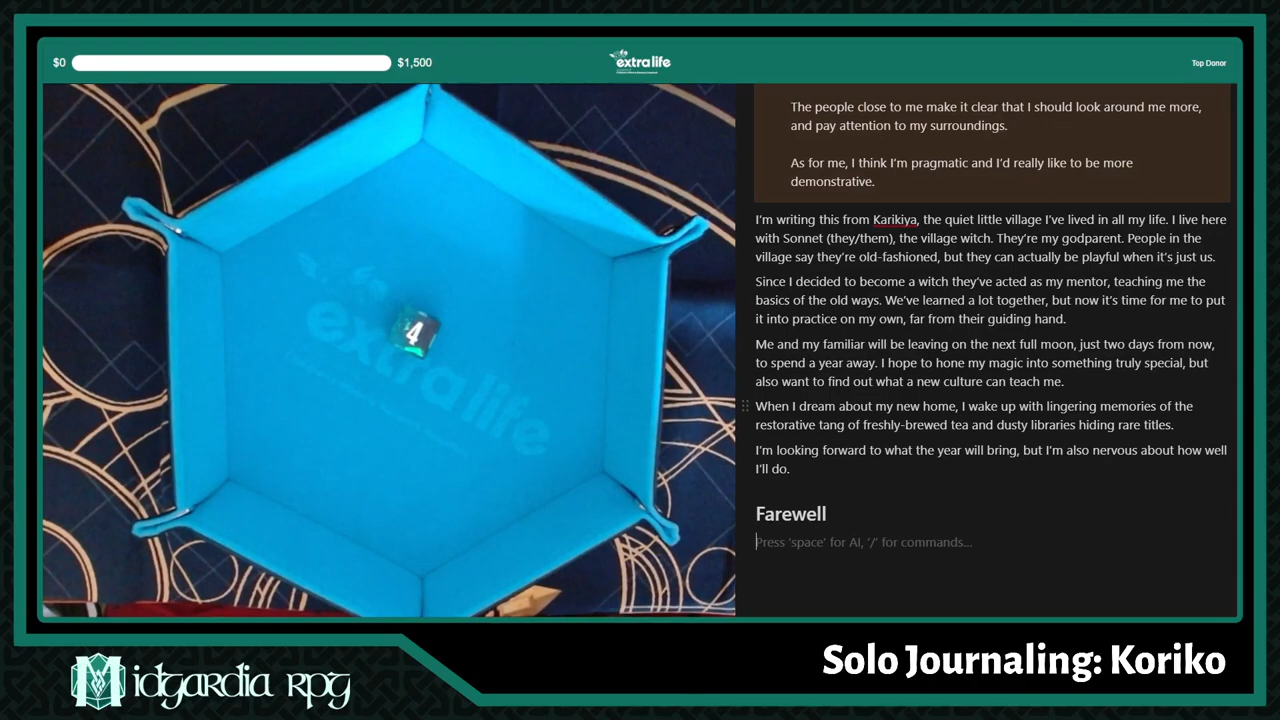 $0
$1,500
extralife
Top Donor
The people close to me make it clear that I should look around me more,
and pay attention to my surroundings.
As for me, I think I'm pragmatic and I'd really like to be more
demonstrative.
I'm writing this from Karikiya, the quiet little village I've lived in all my life. I live here
with Sonnet (they/them), the village witch. They're my godparent. People in the
village say they're old-fashioned, but they can actually be playful when it's just us.
Since I decided to become a witch they've acted as my mentor, teaching me the
basics of the old ways. We've learned a lot together, but now it's time for me to put
it into practice on my own, far from their guiding hand.
Me and my familiar will be leaving on the next full moon, just two days from now,
to spend a year away. I hope to hone my magic into something truly special, but
also want to find out what a new culture can teach me.
When I dream about my new home, I wake up with lingering memories of the
restorative tang of freshly-brewed tea and dusty libraries hiding rare titles.
I'm looking forward to what the year will bring, but I'm also nervous about how well
I'll do.
Farewell
Press 'space' for AI, '/' for commands...
4
extralife
Midgardia RPG
Solo Journaling: Koriko